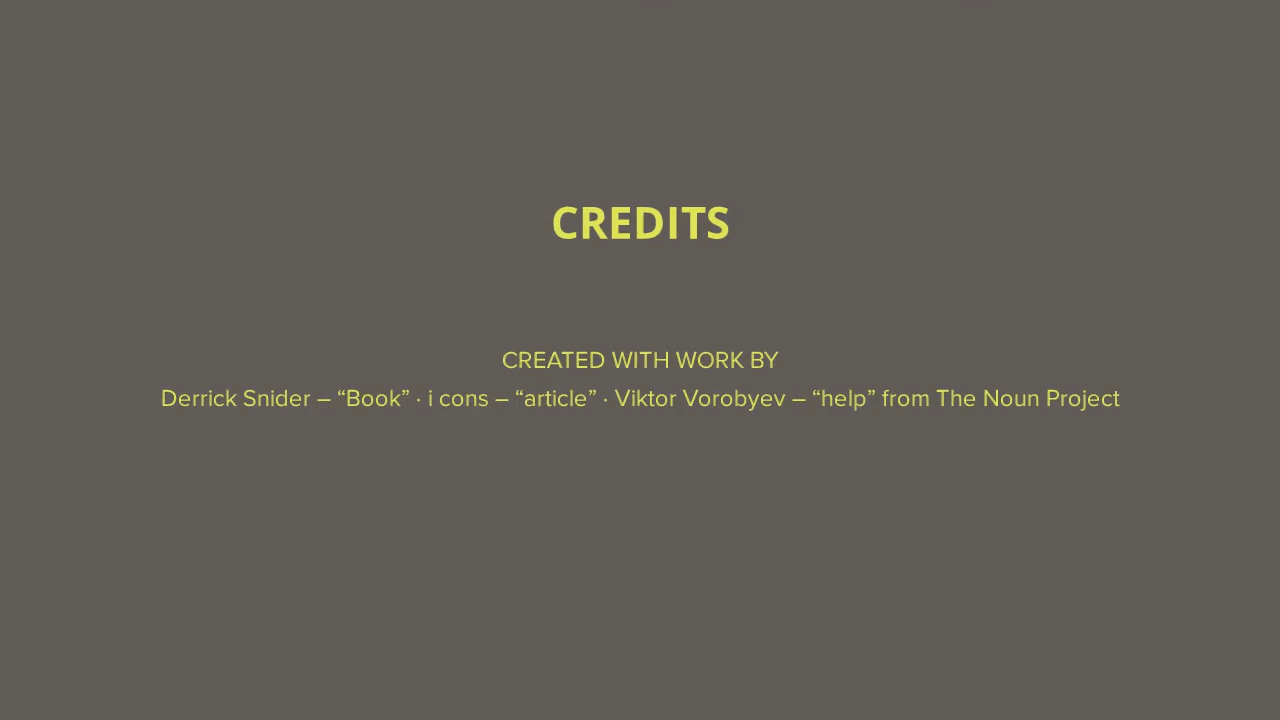 CREDITS
CREATED WITH WORK BY
Derrick Snider – “Book” · i cons – “article” · Viktor Vorobyev – “help” from The Noun Project